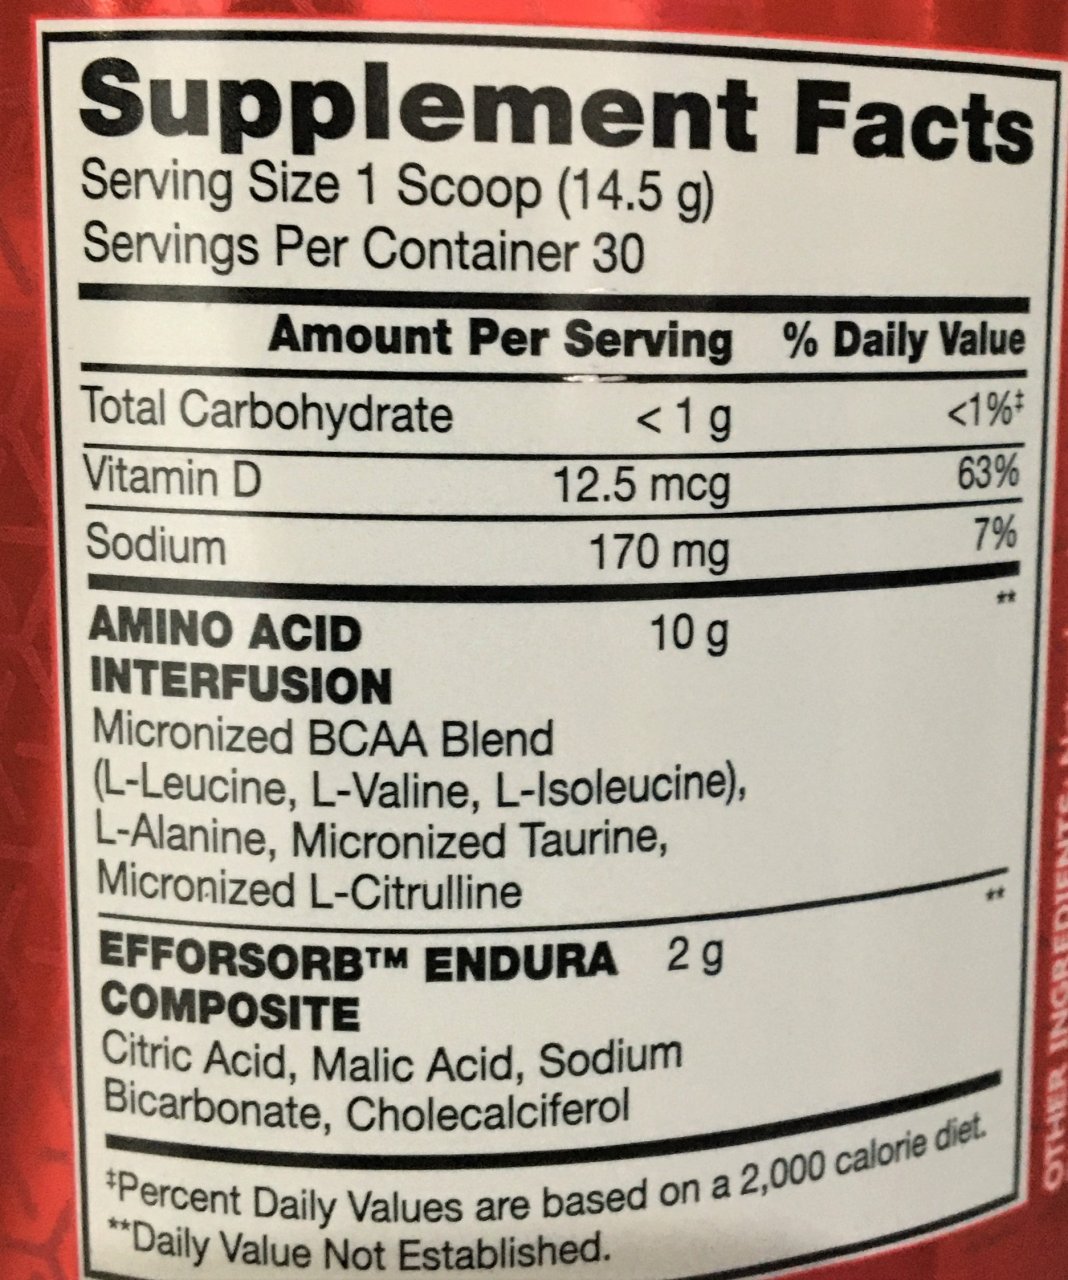 Supplement Facts
Serving Size 1 Scoop (14.5 g)
Servings Per Container 30
Amount Per Serving % Daily Value
Total Carbohydrate < 1 g <1%‡
Vitamin D 12.5 mcg 63%
Sodium 170 mg 7%
AMINO ACID 10 g **
INTERFUSION
Micronized BCAA Blend
(L-Leucine, L-Valine, L-Isoleucine),
L-Alanine, Micronized Taurine,
Micronized L-Citrulline
EFFORSORB™ ENDURA 2 g **
COMPOSITE
Citric Acid, Malic Acid, Sodium
Bicarbonate, Cholecalciferol
‡Percent Daily Values are based on a 2,000 calorie diet.
**Daily Value Not Established.
OTHER INGREDIENTS: